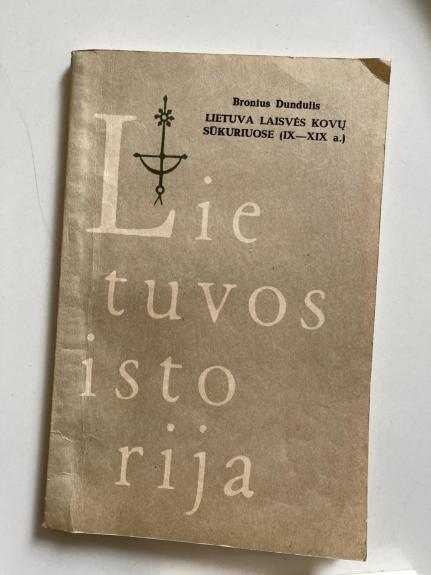 Bronius Dundulis
LIETUVA LAISVĖS KOVŲ
SŪKURIUOSE (IX—XIX a.)
Lie
tuvos
isto
rija